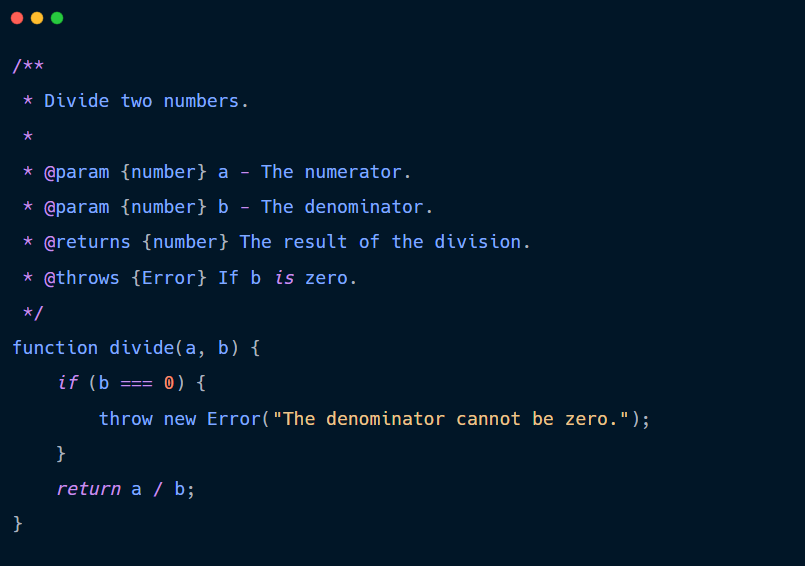 /**
 * Divide two numbers.
 *
 * @param {number} a - The numerator.
 * @param {number} b - The denominator.
 * @returns {number} The result of the division.
 * @throws {Error} If b is zero.
 */
function divide(a, b) {
    if (b === 0) {
        throw new Error("The denominator cannot be zero.");
    }
    return a / b;
}